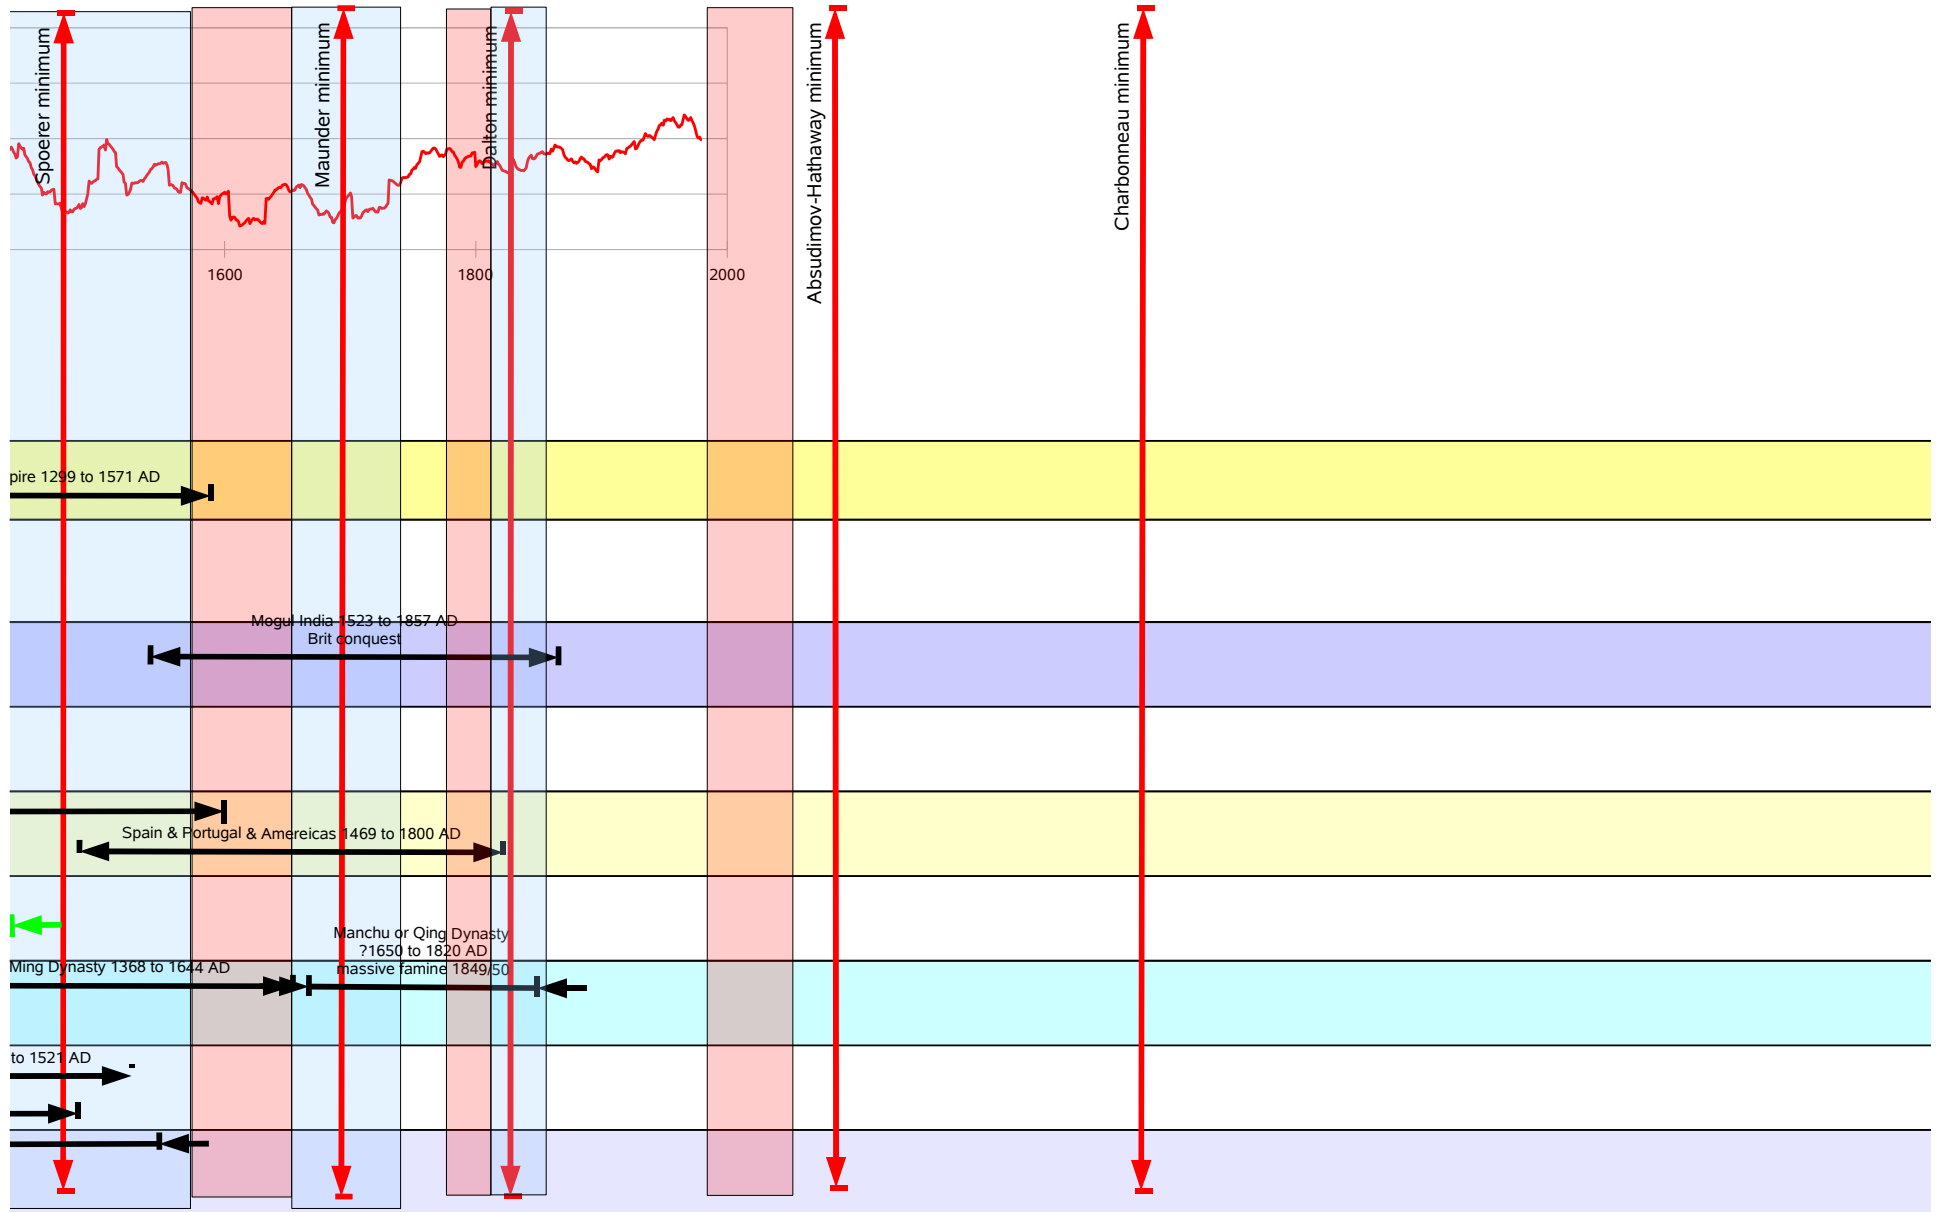 Spoerer minimum
Maunder minimum
Dalton minimum
Absudimov-Hathaway minimum
Charbonneau minimum
1600
1800
2000
pire 1299 to 1571 AD
Mogul India 1523 to 1857 AD
Brit conquest
Spain & Portugal & Amereicas 1469 to 1800 AD
Manchu or Qing Dynasty
?1650 to 1820 AD
massive famine 1849/50
Ming Dynasty 1368 to 1644 AD
to 1521 AD